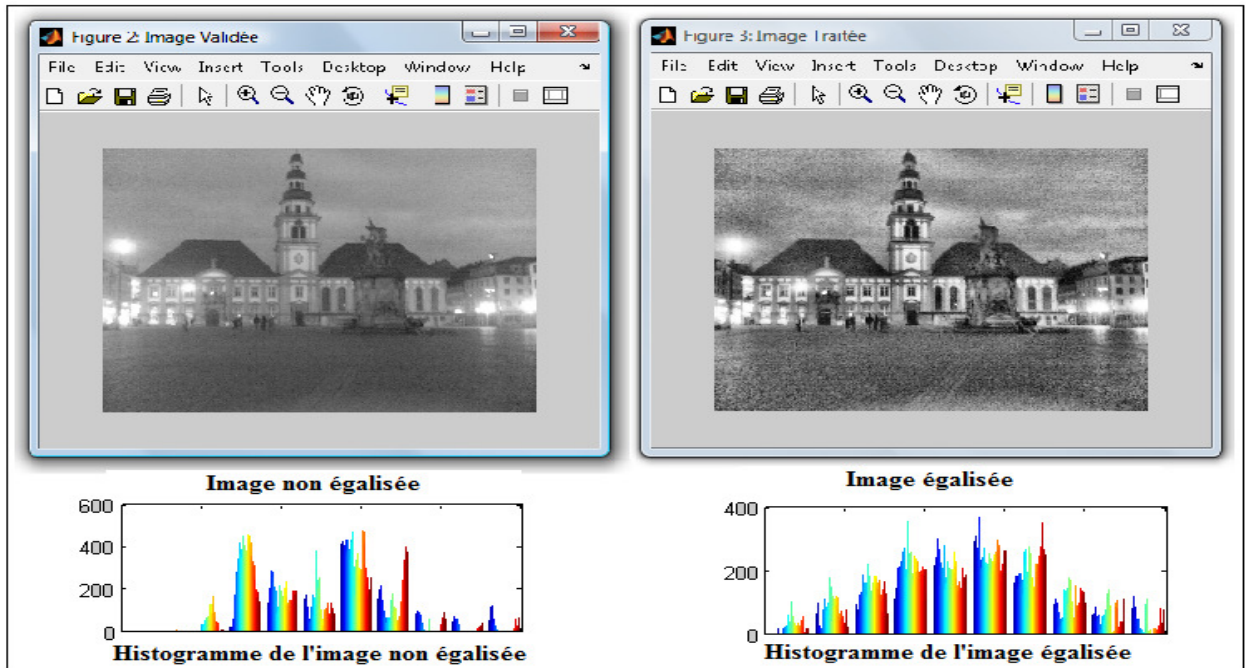 Figure 2: Image Validée
File Edit View Insert Tools Desktop Window Help
Figure 3: Image Traitée
File Edit View Insert Tools Desktop Window Help
Image non égalisée
600
400
200
0
Histogramme de l'image non égalisée
Image égalisée
400
200
0
Histogramme de l'image égalisée